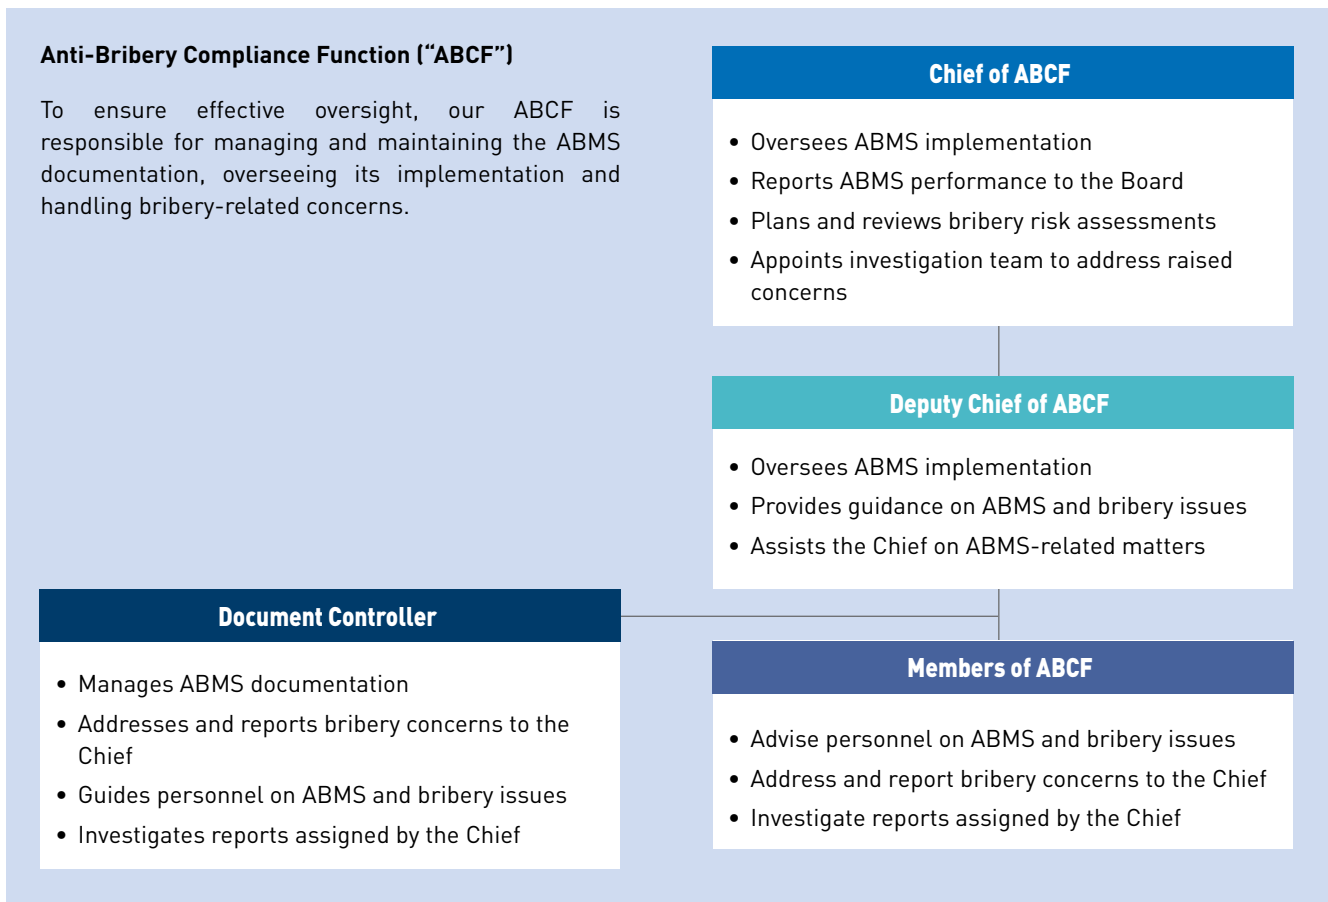 Anti-Bribery Compliance Function (“ABCF”)
To ensure effective oversight, our ABCF is
responsible for managing and maintaining the ABMS
documentation, overseeing its implementation and
handling bribery-related concerns.
Chief of ABCF
• Oversees ABMS implementation
• Reports ABMS performance to the Board
• Plans and reviews bribery risk assessments
• Appoints investigation team to address raised
concerns
Deputy Chief of ABCF
• Oversees ABMS implementation
• Provides guidance on ABMS and bribery issues
• Assists the Chief on ABMS-related matters
Document Controller
• Manages ABMS documentation
• Addresses and reports bribery concerns to the
Chief
• Guides personnel on ABMS and bribery issues
• Investigates reports assigned by the Chief
Members of ABCF
• Advise personnel on ABMS and bribery issues
• Address and report bribery concerns to the Chief
• Investigate reports assigned by the Chief